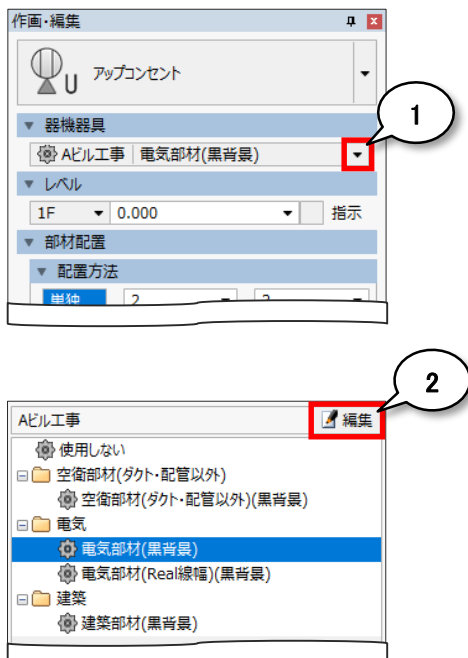 作画・編集
U アップコンセント
1
器機器具
Aビル工事 電気部材(黒背景)
レベル
1F 0.000 指示
部材配置
配置方法
単独 2 2
2
Aビル工事 編集
使用しない
空衛部材(ダクト・配管以外)
空衛部材(ダクト・配管以外)(黒背景)
電気
電気部材(黒背景)
電気部材(Real線幅)(黒背景)
建築
建築部材(黒背景)